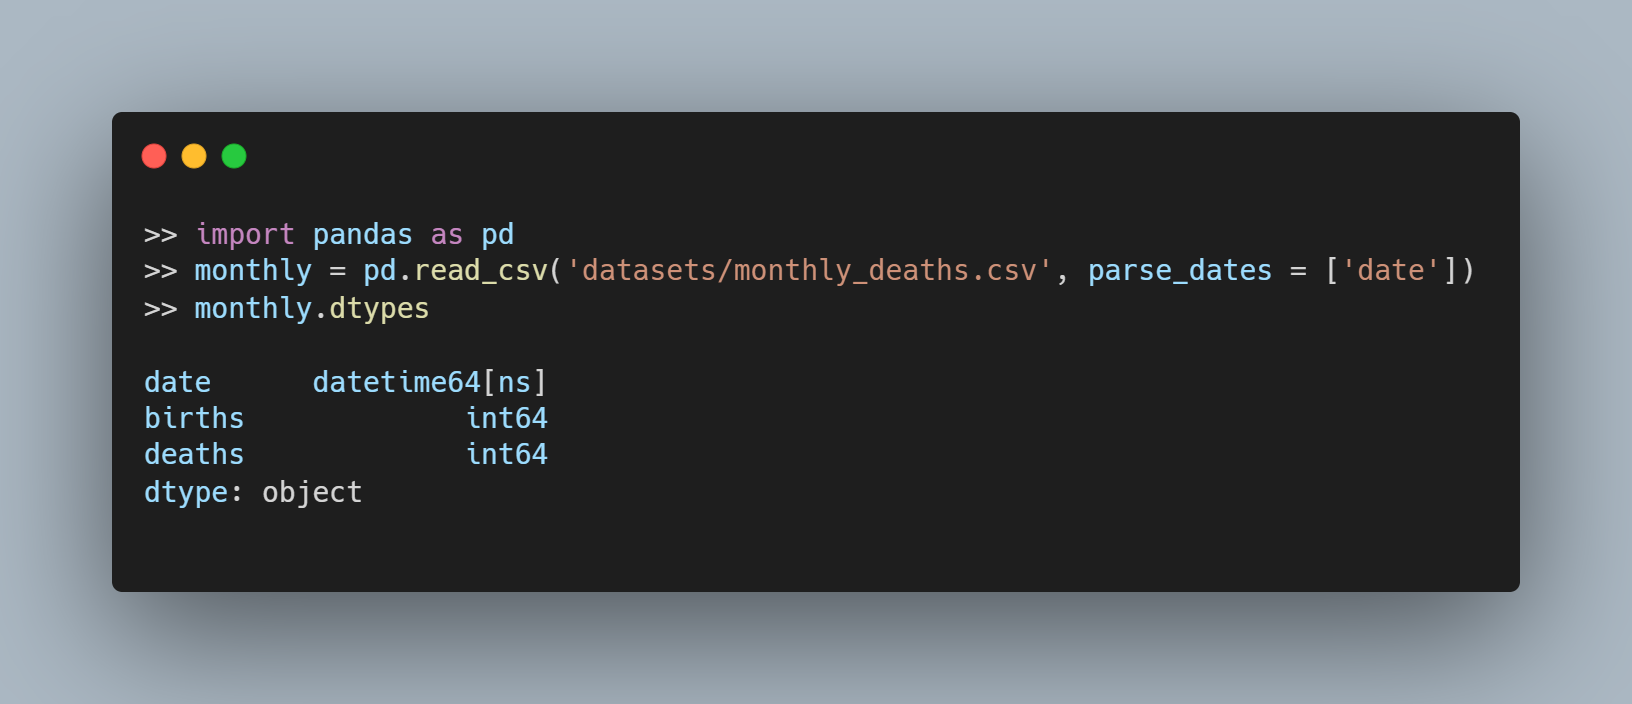 >> import pandas as pd
>> monthly = pd.read_csv('datasets/monthly_deaths.csv', parse_dates = ['date'])
>> monthly.dtypes
date      datetime64[ns]
births             int64
deaths             int64
dtype: object